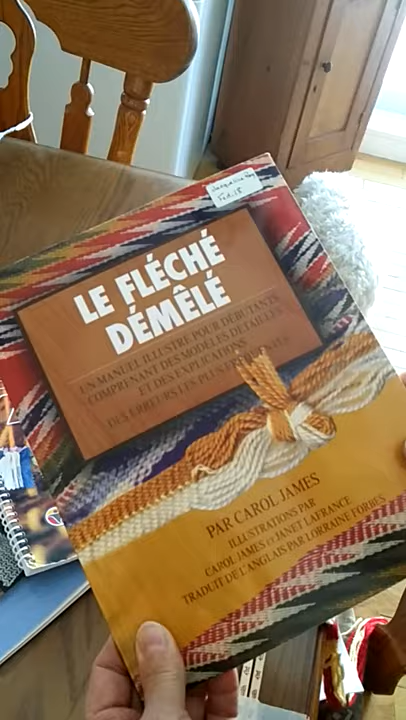 LE FLÉCHÉ
DÉMÊLÉ
UN MANUEL ILLUSTRÉ POUR DÉBUTANTS
COMPRENANT DES MODÈLES DÉTAILLÉS
ET DES EXPLICATIONS
DES ERREURS LES PLUS
PAR CAROL JAMES
ILLUSTRATIONS PAR
CAROL JAMES et JANET LAFRANCE
TRADUIT DE L'ANGLAIS PAR LORRAINE FORBES